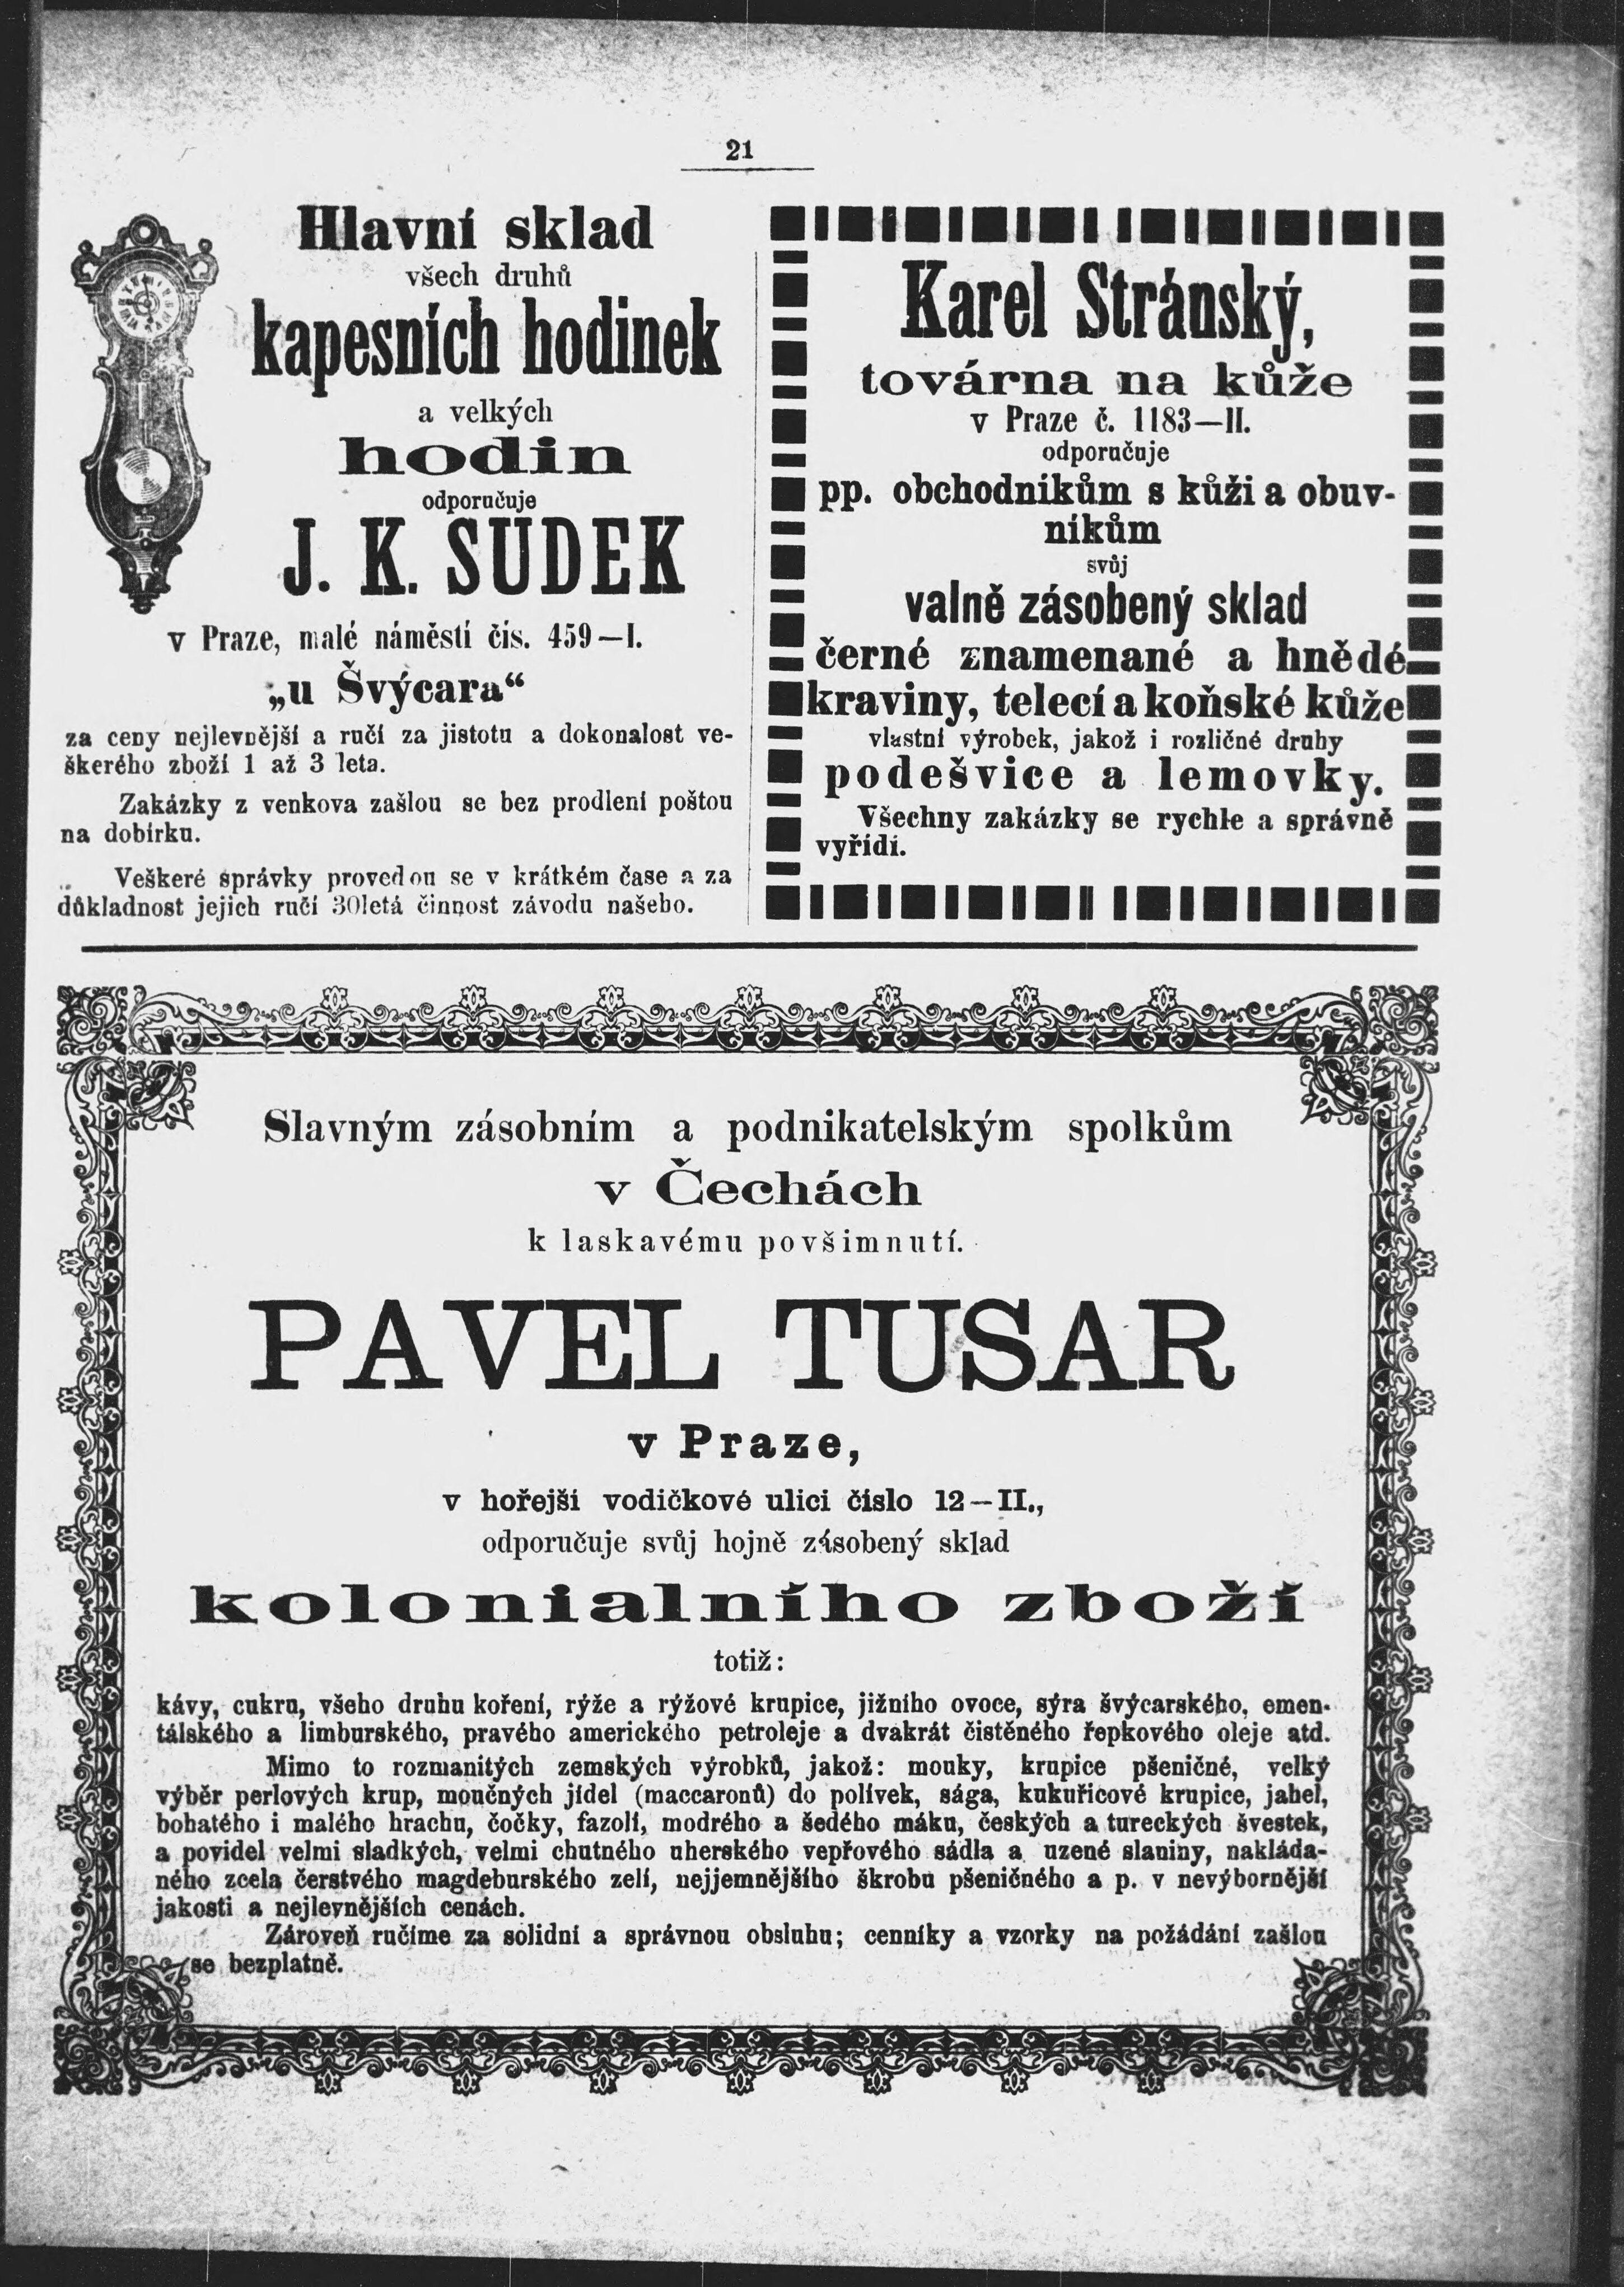 21
Hlavní sklad
všech druhů
kapesních hodinek
a velkých
hodin
odporučuje
J. K. SUDEK
v Praze, malé náměstí čís. 459—I.
„u Švýcara“
za ceny nejlevnější a ručí za jistotu a dokonalost ve-
škerého zboží 1 až 3 leta.
Zakázky z venkova zašlou se bez prodlení poštou
na dobírku.
Veškeré správky provedou se v krátkém čase a za
důkladnost jejich ručí 30letá činnost závodu našeho.
Karel Stránský,
továrna na kůže
v Praze č. 1183—II.
odporučuje
pp. obchodníkům s kůží a obuv-
níkům
svůj
valně zásobený sklad
černé znamenané a hnědé
kraviny, telecí a koňské kůže
vlastní výrobek, jakož i rozličné druhy
podešvice a lemovky.
Všechny zakázky se rychle a správně
vyřídí.
Slavným zásobním a podnikatelským spolkům
v Čechách
k laskavému povšimnutí.
PAVEL TUSAR
v Praze,
v hořejší vodičkové ulici číslo 12—II.,
odporučuje svůj hojně zásobený sklad
kolonialního zboží
totiž:
kávy, cukru, všeho druhu koření, rýže a rýžové krupice, jižního ovoce, sýra švýcarského, emen-
tálského a limburského, pravého amerického petroleje a dvakrát čistěného řepkového oleje atd.
Mimo to rozmanitých zemských výrobků, jakož: mouky, krupice pšeničné, velký
výběr perlových krup, moučných jídel (maccaronů) do polívek, sága, kukuřicové krupice, jahel,
bohatého i malého hrachu, čočky, fazolí, modrého a šedého máku, českých a tureckých švestek,
a povidel velmi sladkých, velmi chutného uherského vepřového sádla a uzené slaniny, nakláda-
ného zcela čerstvého magdeburského zelí, nejjemnějšího škrobu pšeničného a p. v nevýbornější
jakosti a nejlevnějších cenách.
Zároveň ručíme za solidní a správnou obsluhu; cenníky a vzorky na požádání zašlou
se bezplatně.